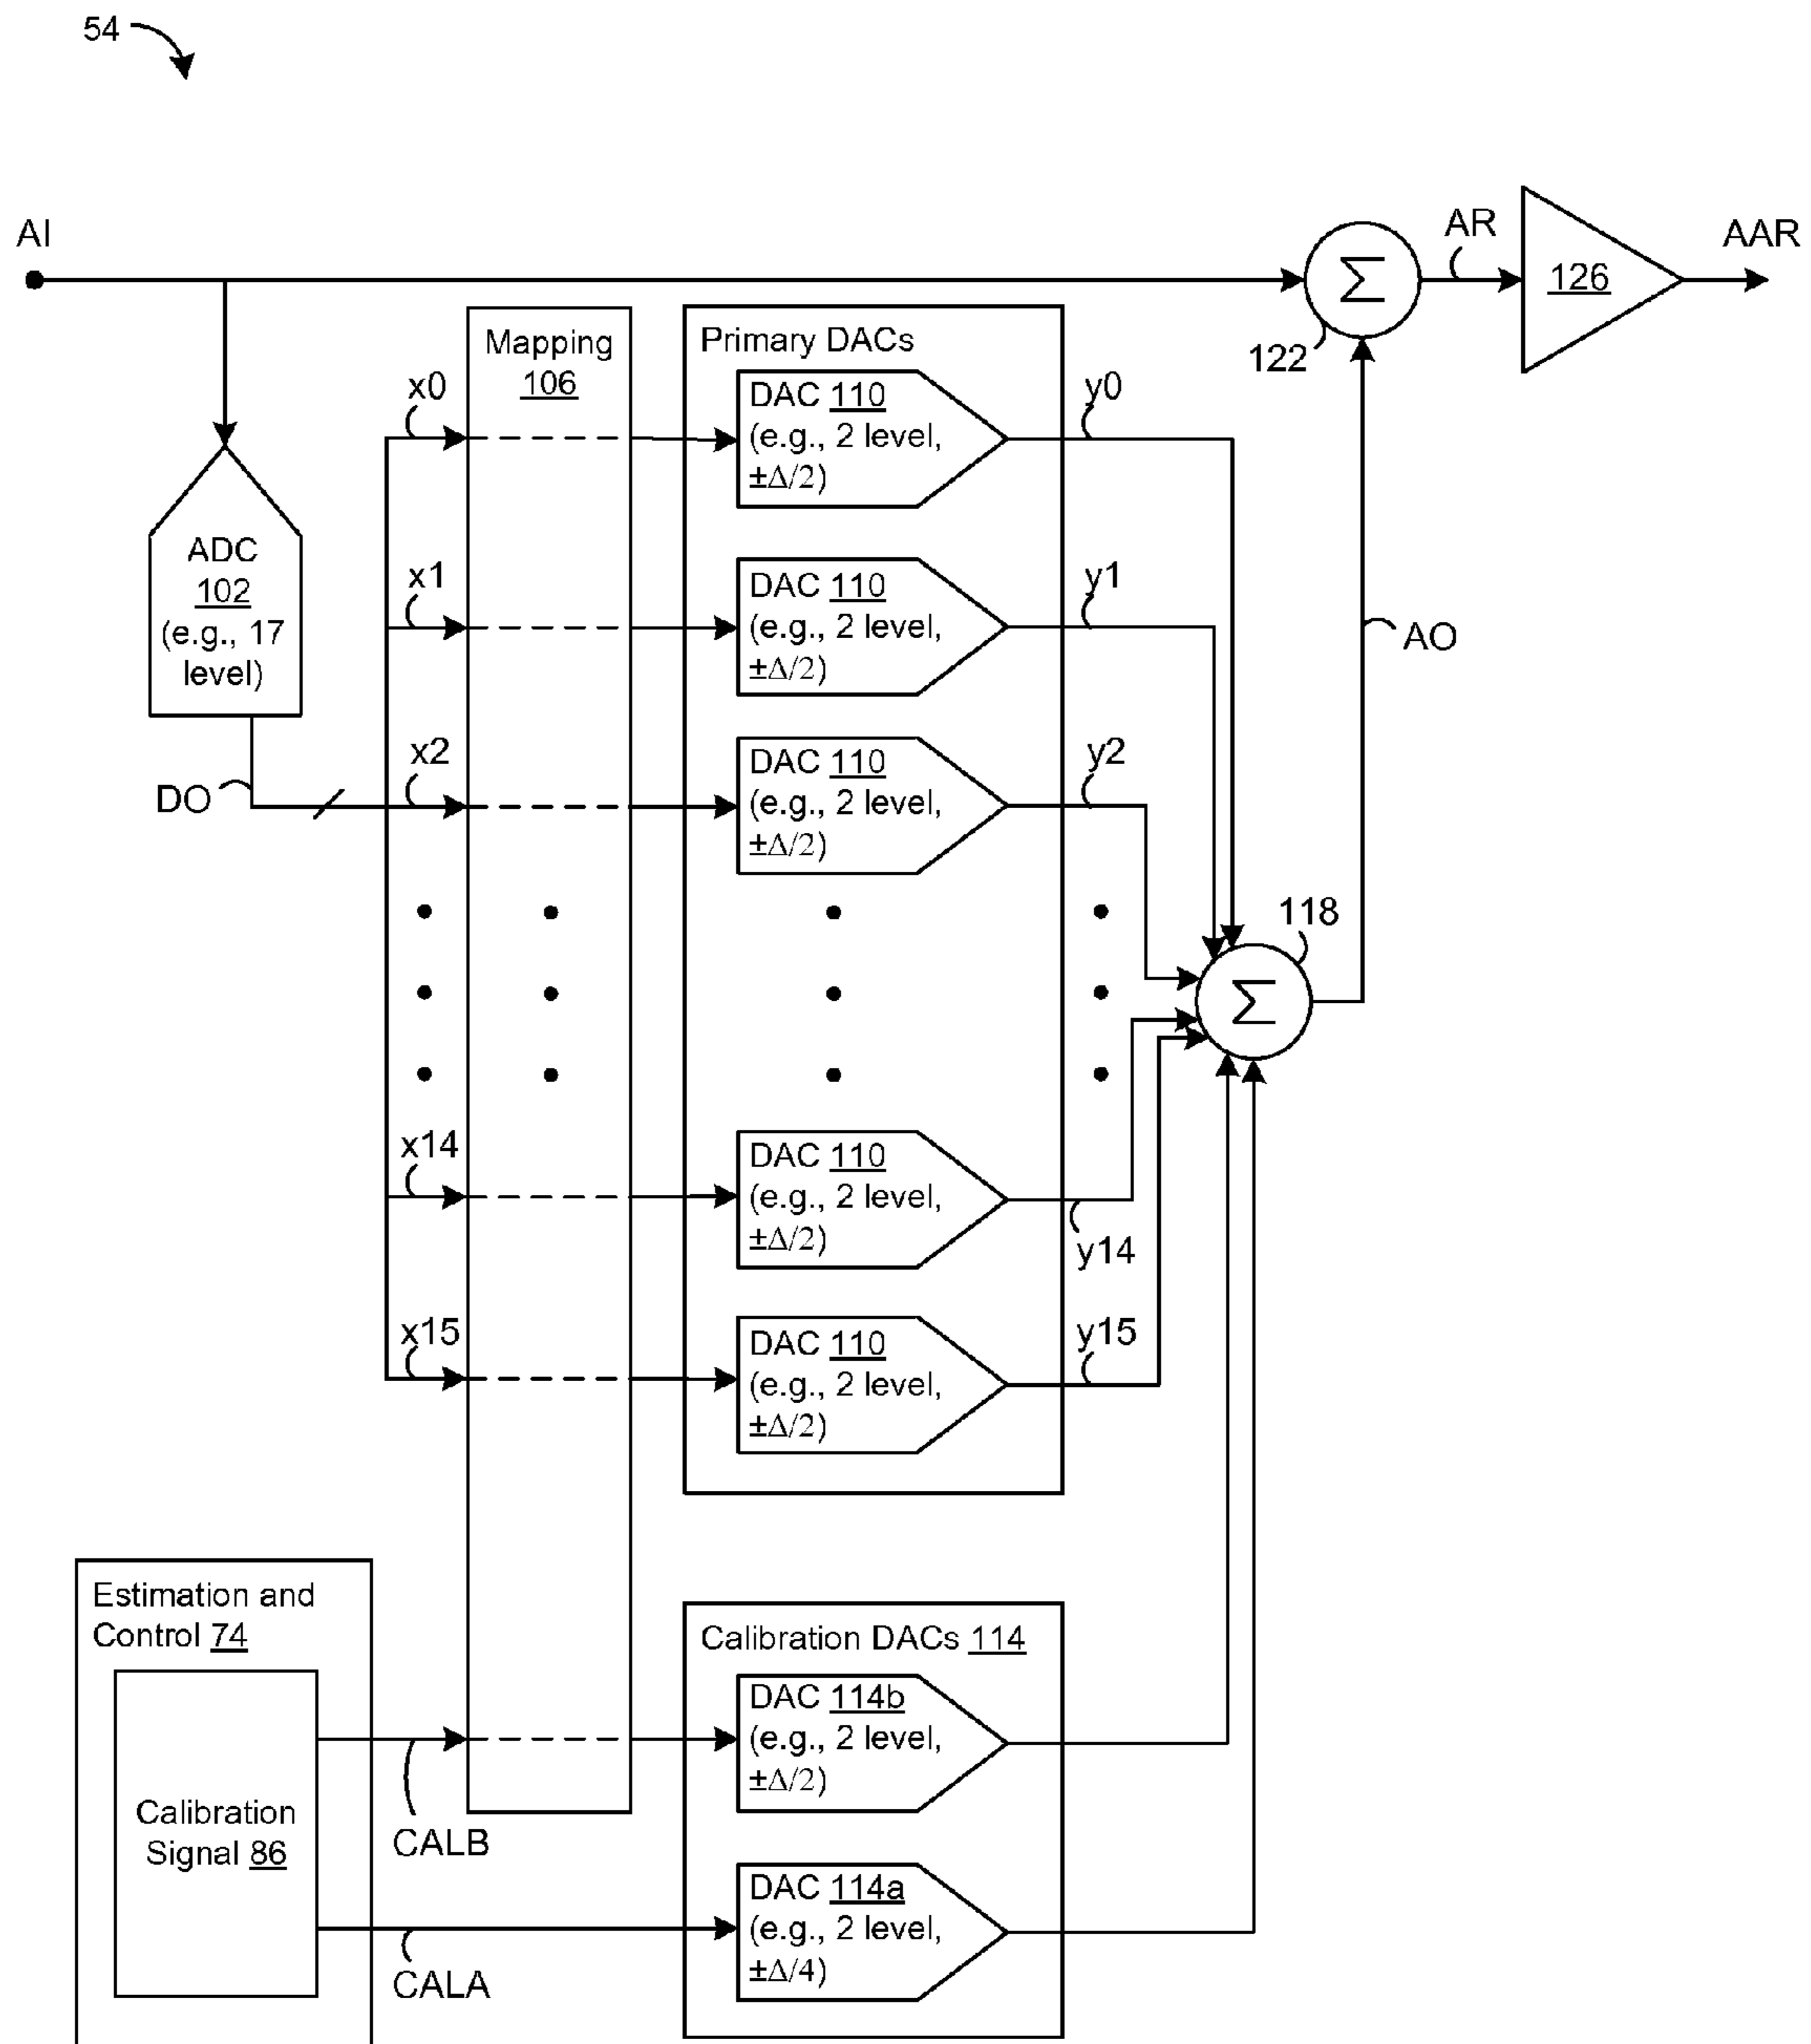 54
AI
Σ
122
AR
126
AAR
Mapping
106
Primary DACs
x0
DAC 110
(e.g., 2 level,
±Δ/2)
y0
ADC
102
(e.g., 17
level)
x1
DAC 110
(e.g., 2 level,
±Δ/2)
y1
AO
DO
x2
DAC 110
(e.g., 2 level,
±Δ/2)
y2
118
Σ
x14
DAC 110
(e.g., 2 level,
±Δ/2)
y14
x15
DAC 110
(e.g., 2 level,
±Δ/2)
y15
Estimation and
Control 74
Calibration
Signal 86
CALB
CALA
Calibration DACs 114
DAC 114b
(e.g., 2 level,
±Δ/2)
DAC 114a
(e.g., 2 level,
±Δ/4)